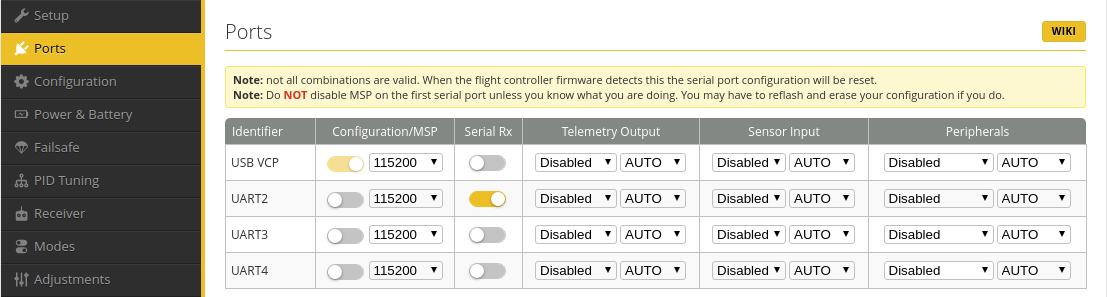 Setup
Ports
Configuration
Power & Battery
Failsafe
PID Tuning
Receiver
Modes
Adjustments
Ports
WIKI
Note: not all combinations are valid. When the flight controller firmware detects this the serial port configuration will be reset.
Note: Do NOT disable MSP on the first serial port unless you know what you are doing. You may have to reflash and erase your configuration if you do.
Identifier Configuration/MSP Serial Rx Telemetry Output Sensor Input Peripherals
USB VCP 115200 Disabled AUTO Disabled AUTO Disabled AUTO
UART2 115200 Disabled AUTO Disabled AUTO Disabled AUTO
UART3 115200 Disabled AUTO Disabled AUTO Disabled AUTO
UART4 115200 Disabled AUTO Disabled AUTO Disabled AUTO